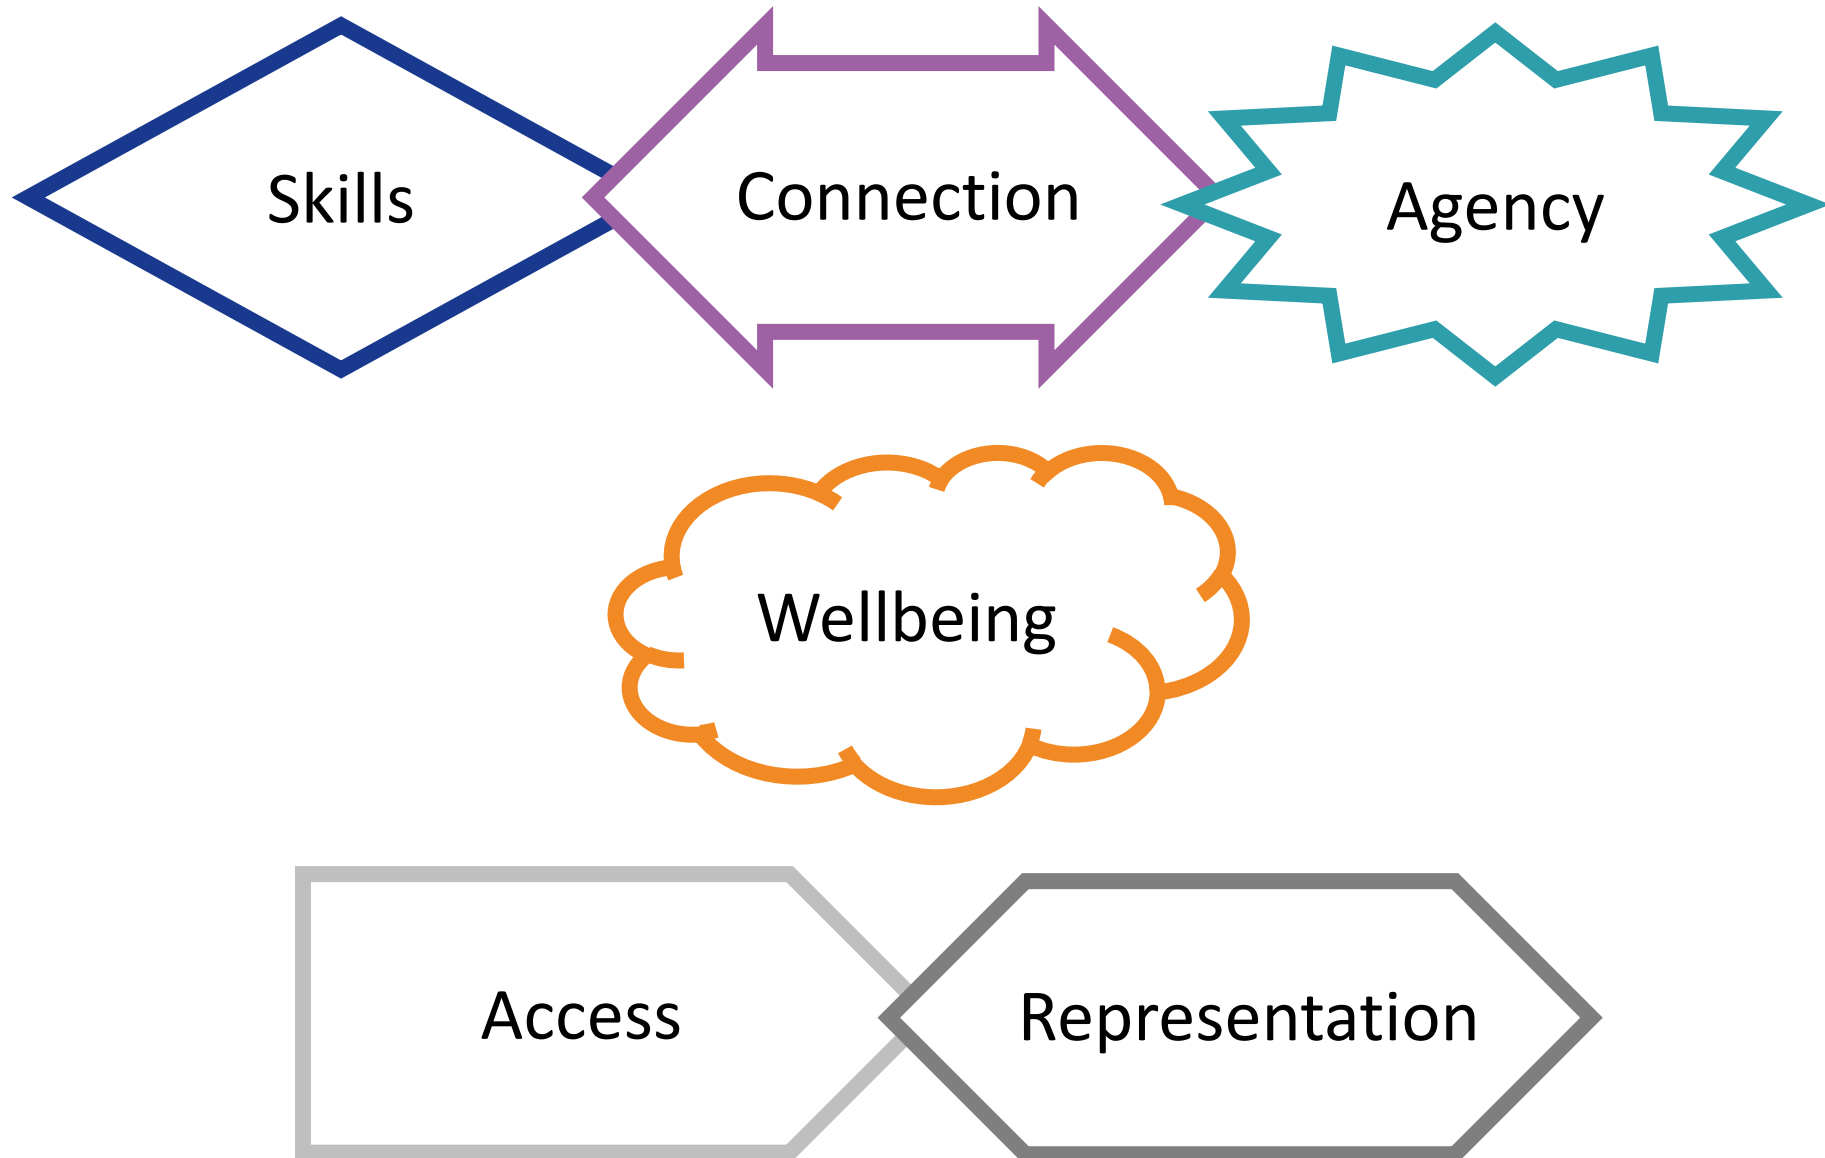 Skills
Connection
Agency
Wellbeing
Access
Representation